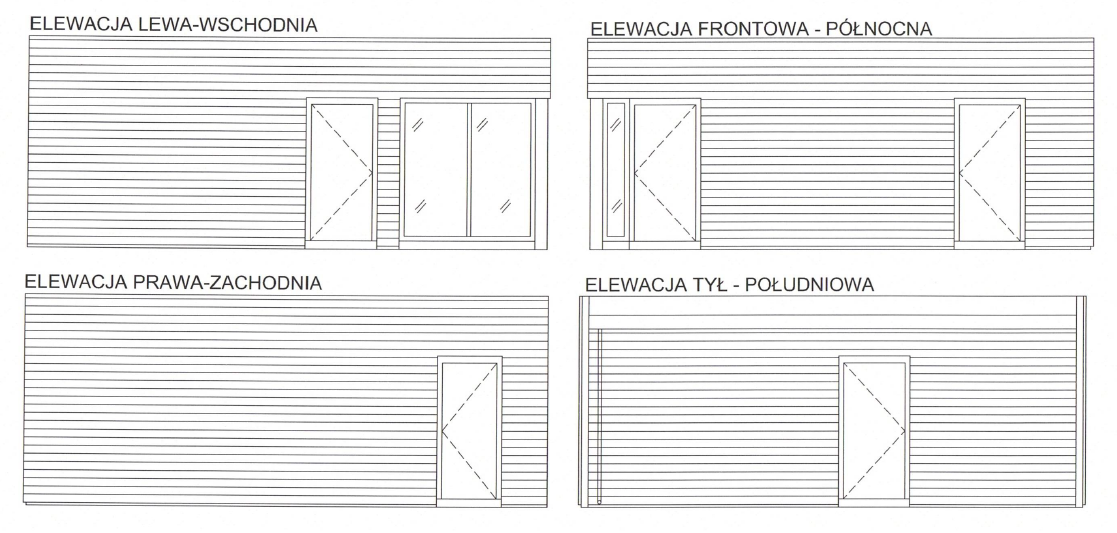 ELEWACJA LEWA-WSCHODNIA
ELEWACJA FRONTOWA - PÓŁNOCNA
ELEWACJA PRAWA-ZACHODNIA
ELEWACJA TYŁ - POŁUDNIOWA